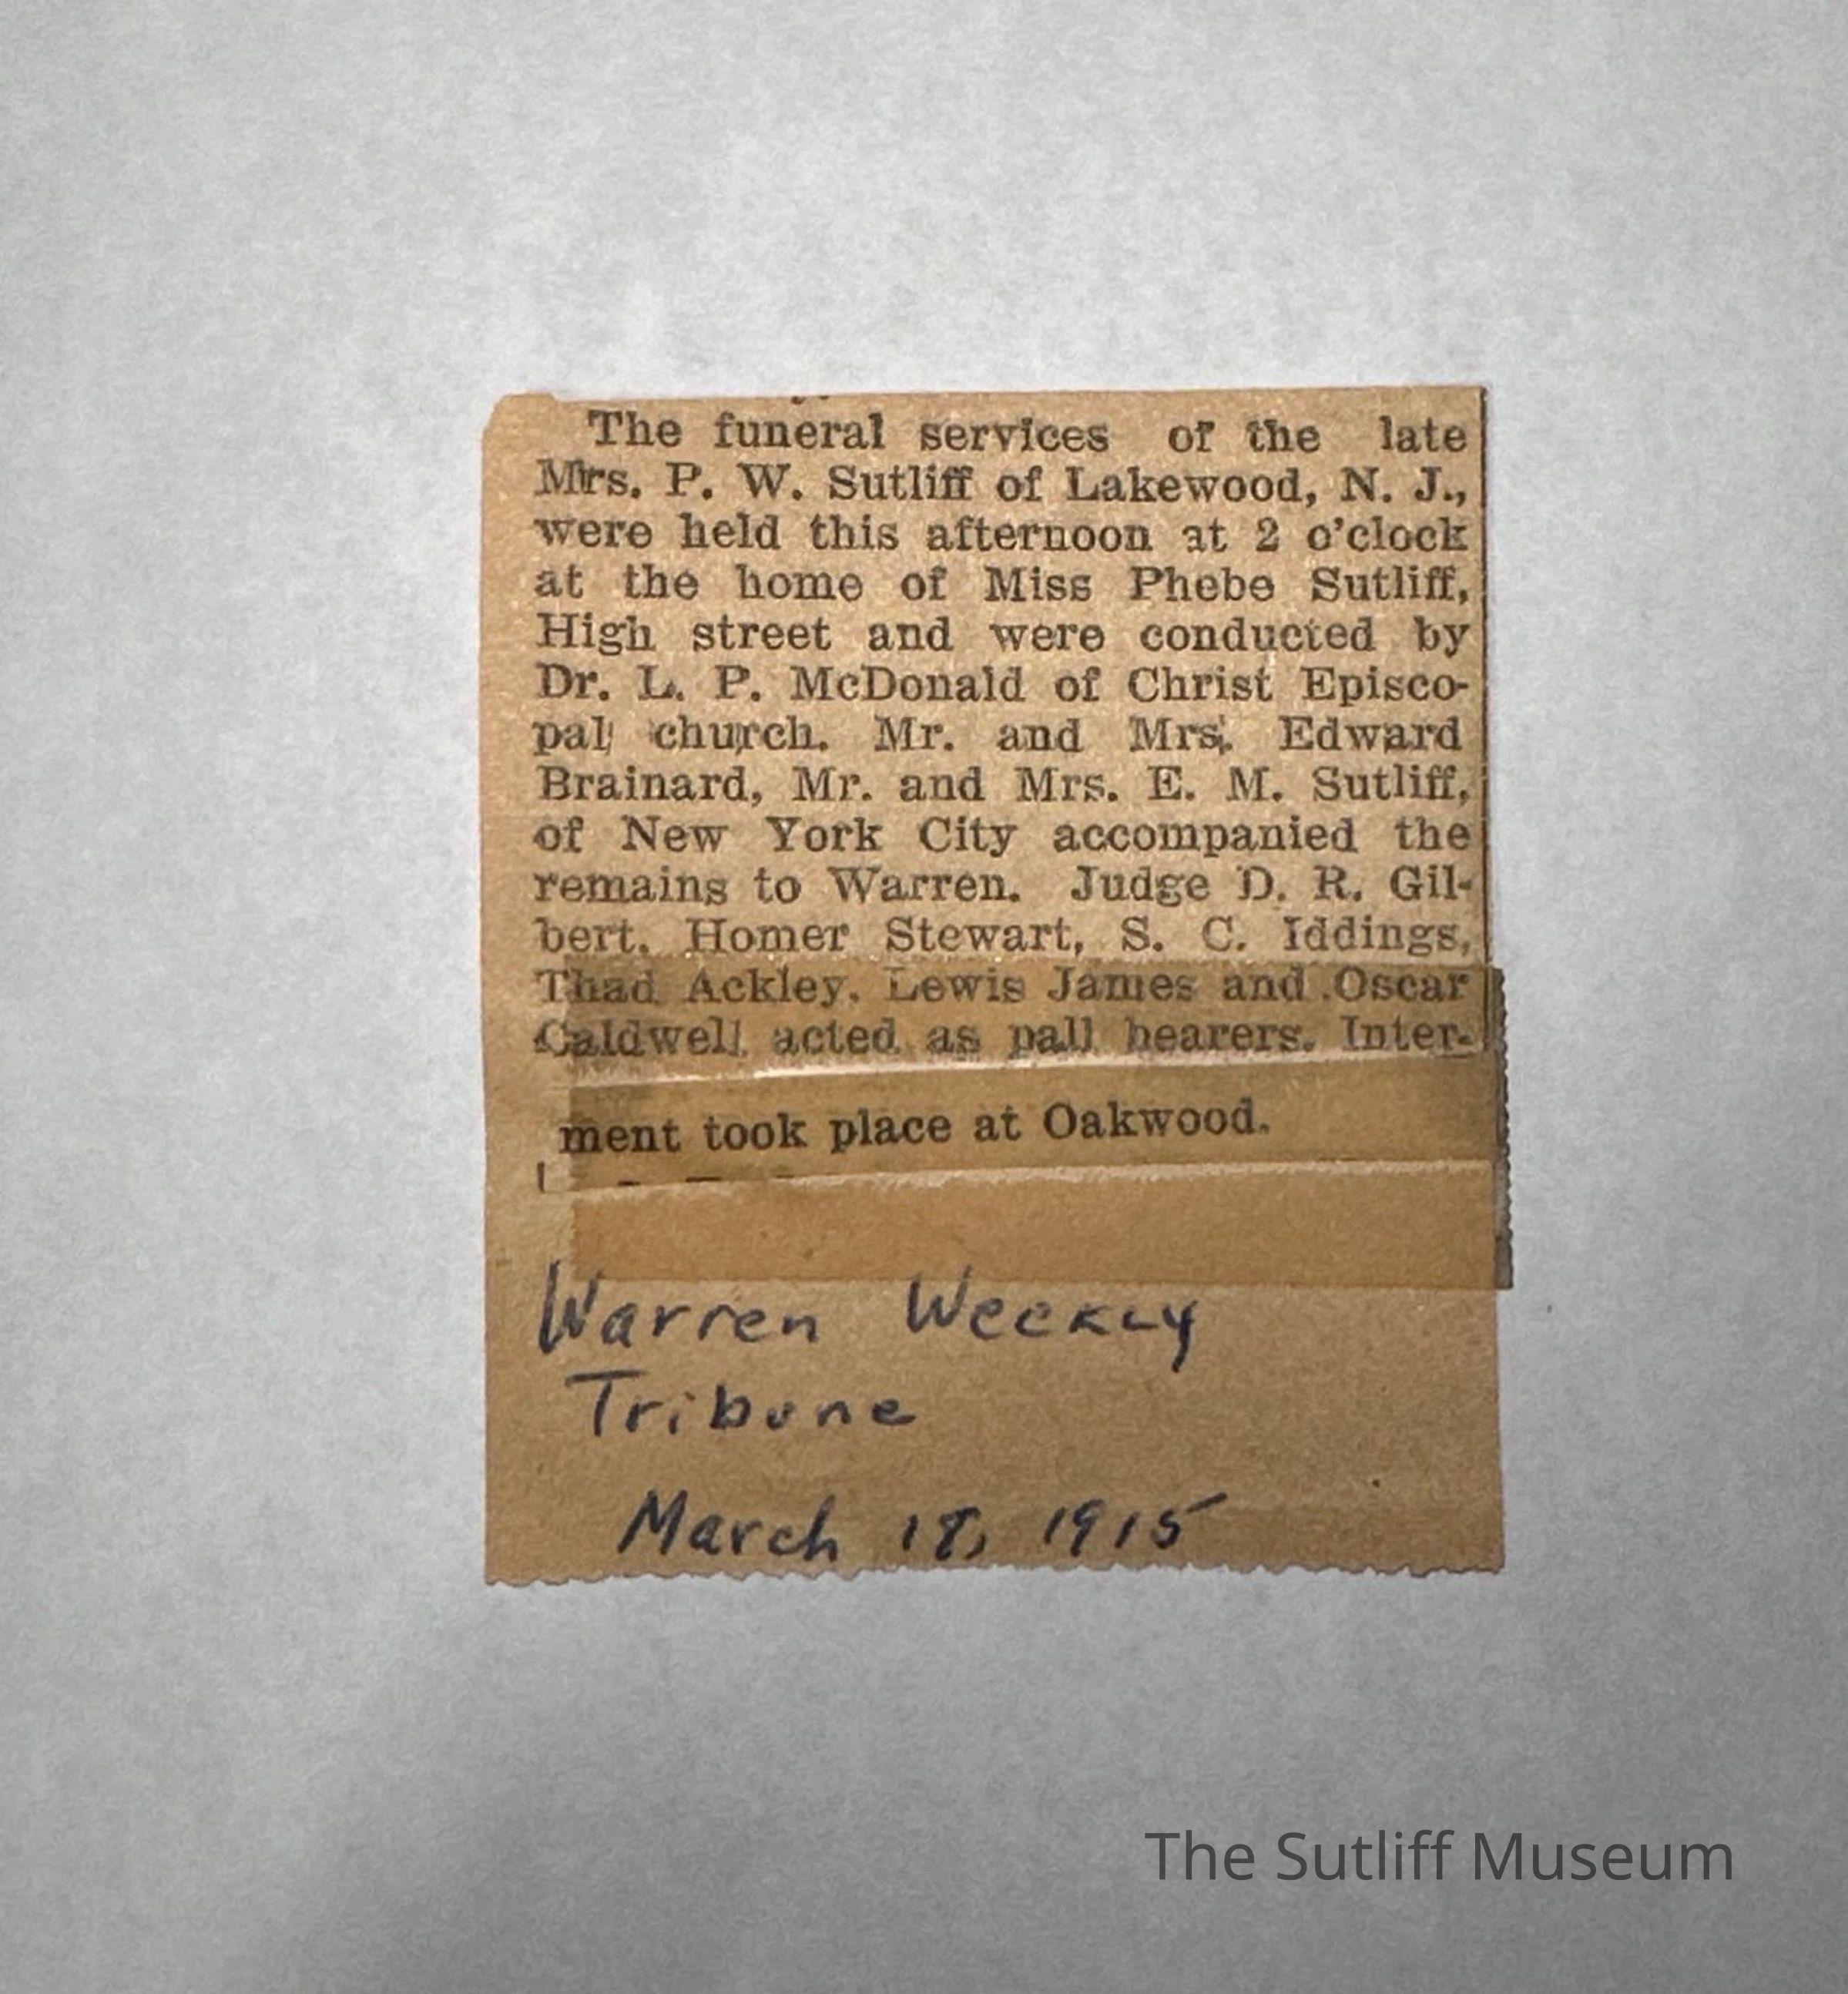 The funeral services of the late
Mrs. P. W. Sutliff of Lakewood, N. J.,
were held this afternoon at 2 o'clock
at the home of Miss Phebe Sutliff,
High street and were conducted by
Dr. L. P. McDonald of Christ Episco-
pal church. Mr. and Mrs. Edward
Brainard, Mr. and Mrs. E. M. Sutliff,
of New York City accompanied the
remains to Warren. Judge D. R. Gil-
bert, Homer Stewart, S. C. Iddings,
Thad Ackley, Lewis James and Oscar
Caldwell acted as pall bearers. Inter-
ment took place at Oakwood.
Warren Weekly
Tribune
March 18, 1915
The Sutliff Museum